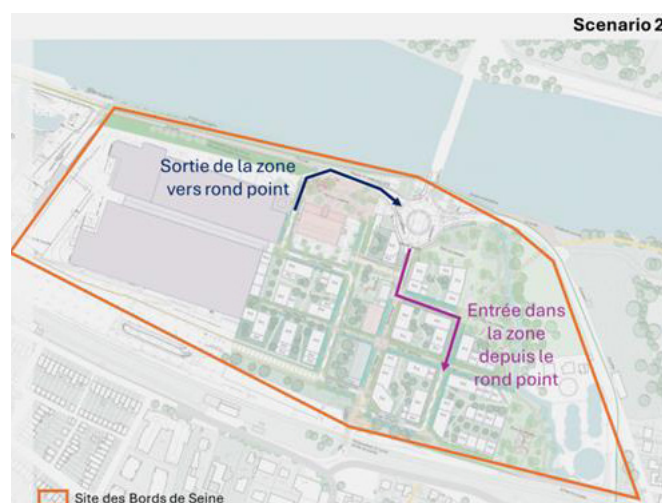 Scenario 2
Sortie de la zone
vers rond point
Entrée dans
la zone
depuis le
rond point
Site des Bords de Seine